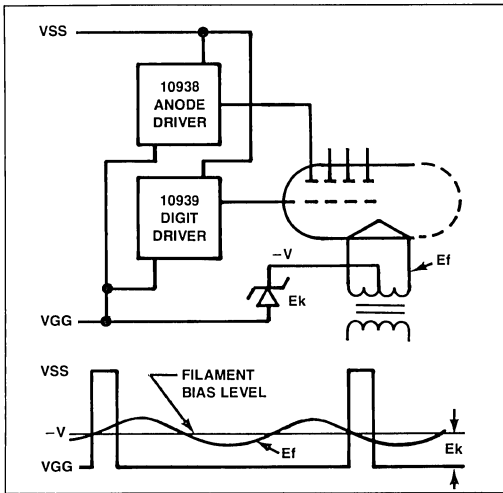 VSS
10938
ANODE
DRIVER
10939
DIGIT
DRIVER
-V
Ef
Ek
VGG
VSS
FILAMENT
BIAS LEVEL
-V
Ef
Ek
VGG